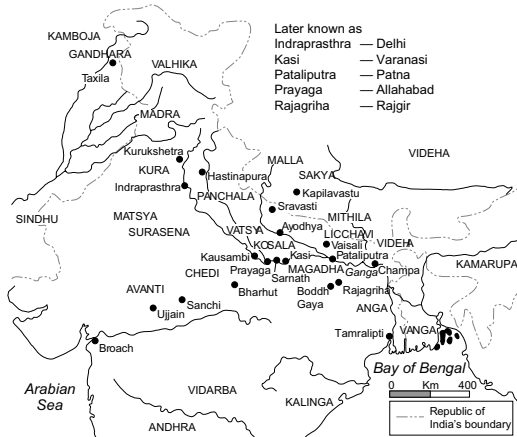 Later known as
Indraprasthra — Delhi
Kasi — Varanasi
Pataliputra — Patna
Prayaga — Allahabad
Rajagriha — Rajgir
KAMBOJA
GANDHARA
Taxila
VALHIKA
MADRA
Kurukshetra
KURA
Hastinapura
Indraprasthra
PANCHALA
MALLA
SAKYA
VIDEHA
Kapilavastu
Sravasti
SINDHU
MATSYA
SURASENA
MITHILA
Ayodhya
LICCHAVI
VATSYA
KOSALA
Vaisali
VIDEH
Kausambi
Kasi
Pataliputra
KAMARUPA
Prayaga
MAGADHA
Ganga
Champa
CHEDI
Sarnath
AVANTI
Bharhut
Boddh
Gaya
Rajagriha
Sanchi
ANGA
Ujjain
Tamralipti
VANGA
Broach
Bay of Bengal
Arabian
Sea
VIDARBA
0 Km 400
KALINGA
Republic of
India's boundary
ANDHRA